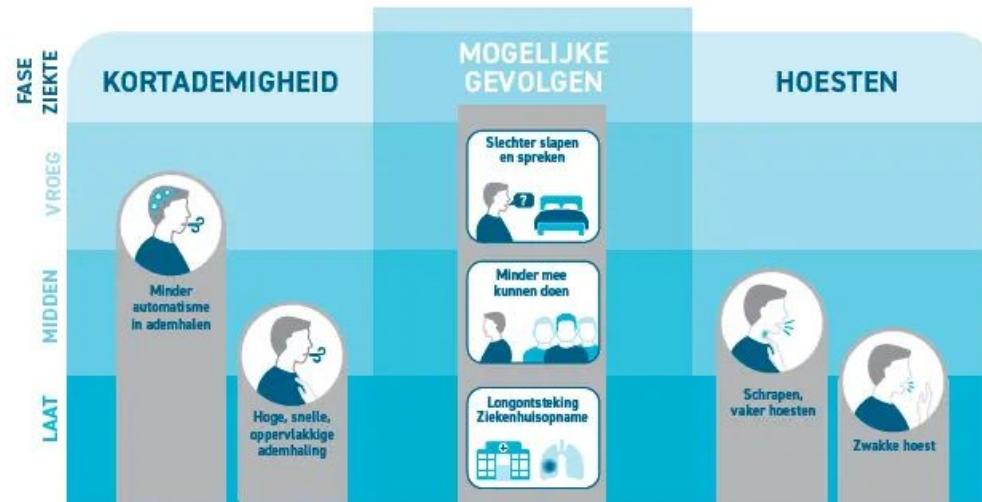 FASE
ZIEKTE
KORTADEMIGHEID
MOGELIJKE
GEVOLGEN
HOESTEN
VROEG
MIDDEN
LAAT
Minder
automatisme
in ademhalen
Hoge, snelle,
oppervlakkige
ademhaling
Slechter slapen
en spreken
?
Minder mee
kunnen doen
Longontsteking
Ziekenhuisopname
Schrapen,
vaker hoesten
Zwakke hoest